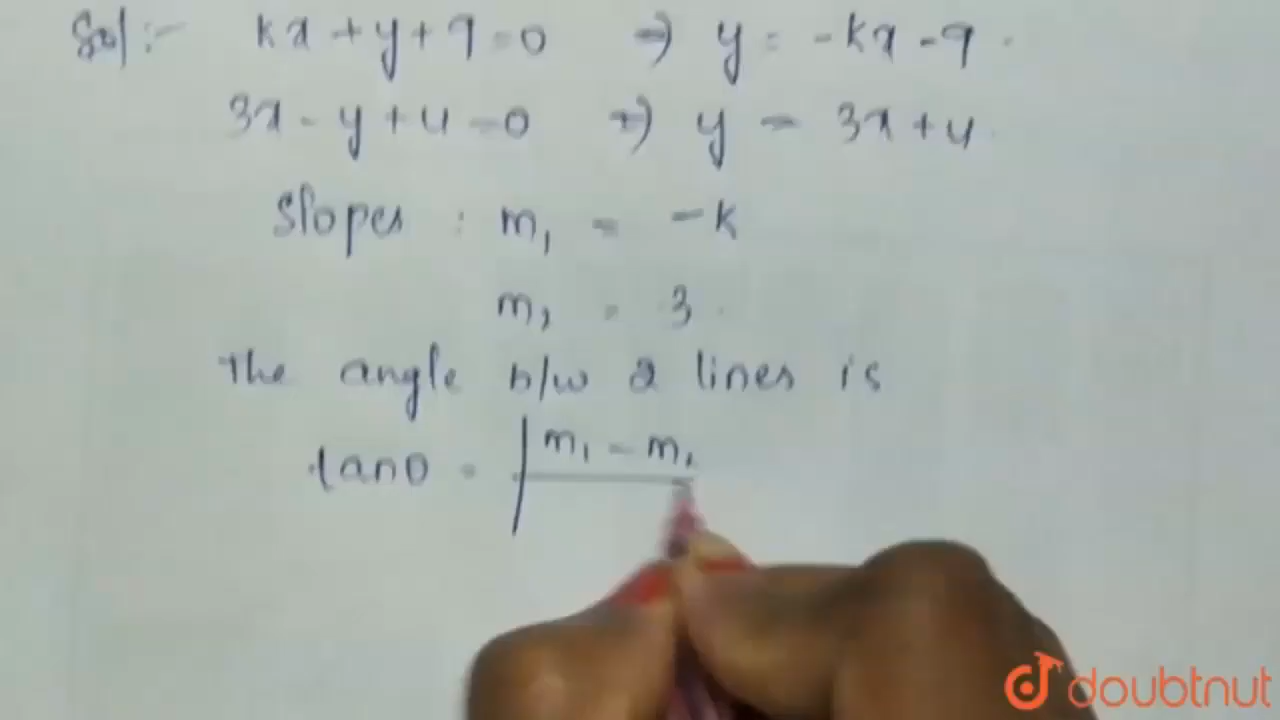 Sol :- kx + y + 9 = 0 ⇒ y = -kx - 9.
3x - y + 4 = 0 ⇒ y = 3x + 4.
Slopes : m₁ = -k
m₂ = 3.
The angle b/w 2 lines is
tanθ = | m₁ - m₂
doubtnut